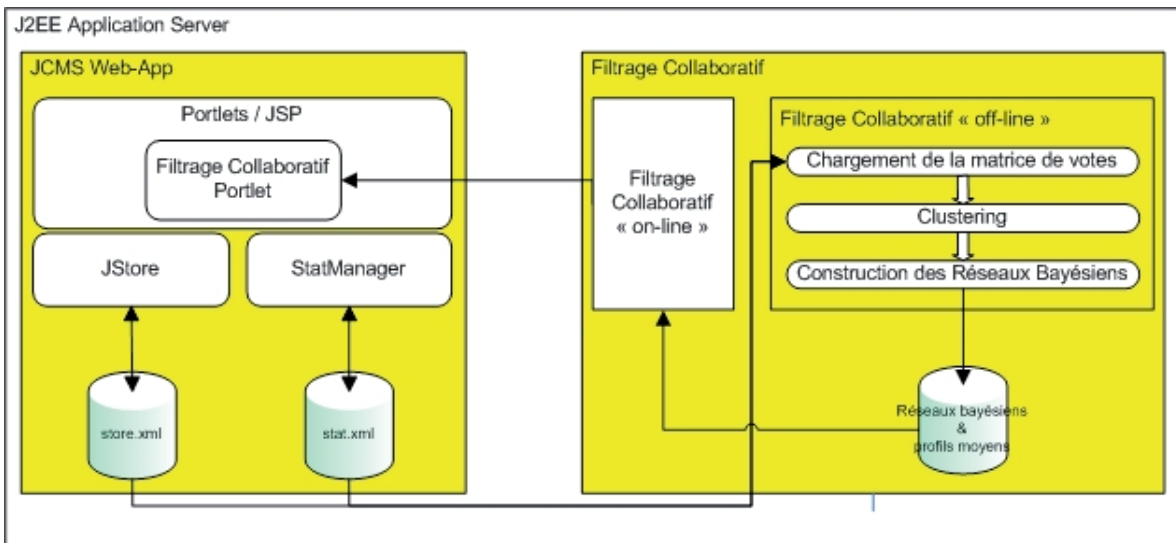 J2EE Application Server
JCMS Web-App
Portlets / JSP
Filtrage Collaboratif
Portlet
JStore
StatManager
store.xml
stat.xml
Filtrage Collaboratif
Filtrage
Collaboratif
« on-line »
Filtrage Collaboratif « off-line »
Chargement de la matrice de votes
Clustering
Construction des Réseaux Bayésiens
Réseaux bayésiens
&
profils moyens